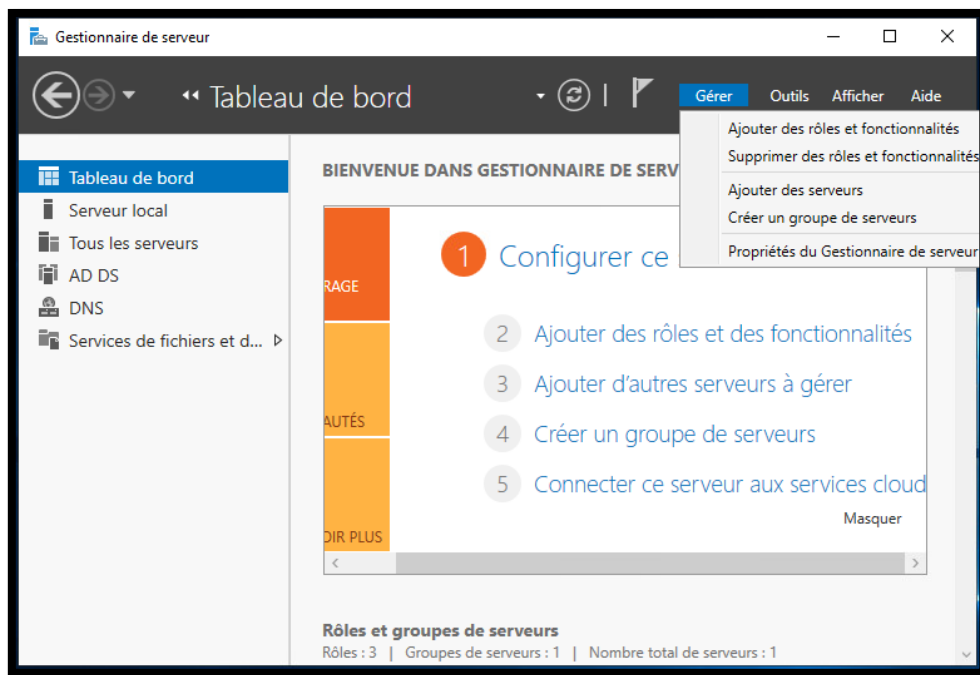 Gestionnaire de serveur
Tableau de bord
Gérer Outils Afficher Aide
Ajouter des rôles et fonctionnalités
Supprimer des rôles et fonctionnalités
Ajouter des serveurs
Créer un groupe de serveurs
Propriétés du Gestionnaire de serveur
Tableau de bord
Serveur local
Tous les serveurs
AD DS
DNS
Services de fichiers et d...
BIENVENUE DANS GESTIONNAIRE DE SERV
RAGE
AUTÉS
OIR PLUS
1 Configurer ce
2 Ajouter des rôles et des fonctionnalités
3 Ajouter d'autres serveurs à gérer
4 Créer un groupe de serveurs
5 Connecter ce serveur aux services cloud
Masquer
Rôles et groupes de serveurs
Rôles : 3 | Groupes de serveurs : 1 | Nombre total de serveurs : 1